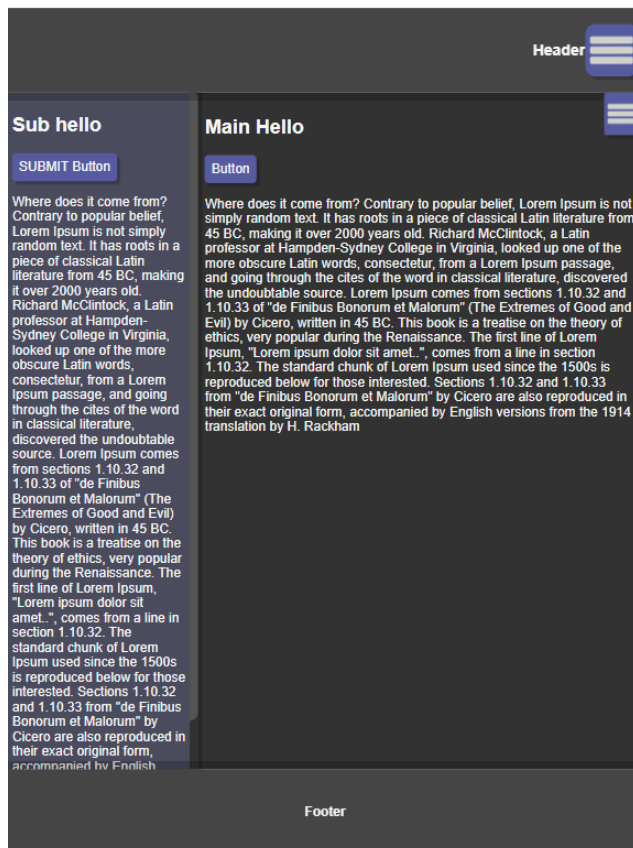 Header
Sub hello
SUBMIT Button
Where does it come from?
Contrary to popular belief,
Lorem Ipsum is not simply
random text. It has roots in a
piece of classical Latin
literature from 45 BC, making
it over 2000 years old.
Richard McClintock, a Latin
professor at Hampden-
Sydney College in Virginia,
looked up one of the more
obscure Latin words,
consectetur, from a Lorem
Ipsum passage, and going
through the cites of the word
in classical literature,
discovered the undoubtable
source. Lorem Ipsum comes
from sections 1.10.32 and
1.10.33 of "de Finibus
Bonorum et Malorum" (The
Extremes of Good and Evil)
by Cicero, written in 45 BC.
This book is a treatise on the
theory of ethics, very popular
during the Renaissance. The
first line of Lorem Ipsum,
"Lorem ipsum dolor sit
amet..", comes from a line in
section 1.10.32. The
standard chunk of Lorem
Ipsum used since the 1500s
is reproduced below for those
interested. Sections 1.10.32
and 1.10.33 from "de Finibus
Bonorum et Malorum" by
Cicero are also reproduced in
their exact original form,
accompanied by English
Main Hello
Button
Where does it come from? Contrary to popular belief, Lorem Ipsum is not
simply random text. It has roots in a piece of classical Latin literature from
45 BC, making it over 2000 years old. Richard McClintock, a Latin
professor at Hampden-Sydney College in Virginia, looked up one of the
more obscure Latin words, consectetur, from a Lorem Ipsum passage,
and going through the cites of the word in classical literature, discovered
the undoubtable source. Lorem Ipsum comes from sections 1.10.32 and
1.10.33 of "de Finibus Bonorum et Malorum" (The Extremes of Good and
Evil) by Cicero, written in 45 BC. This book is a treatise on the theory of
ethics, very popular during the Renaissance. The first line of Lorem
Ipsum, "Lorem ipsum dolor sit amet..", comes from a line in section
1.10.32. The standard chunk of Lorem Ipsum used since the 1500s is
reproduced below for those interested. Sections 1.10.32 and 1.10.33
from "de Finibus Bonorum et Malorum" by Cicero are also reproduced in
their exact original form, accompanied by English versions from the 1914
translation by H. Rackham
Footer